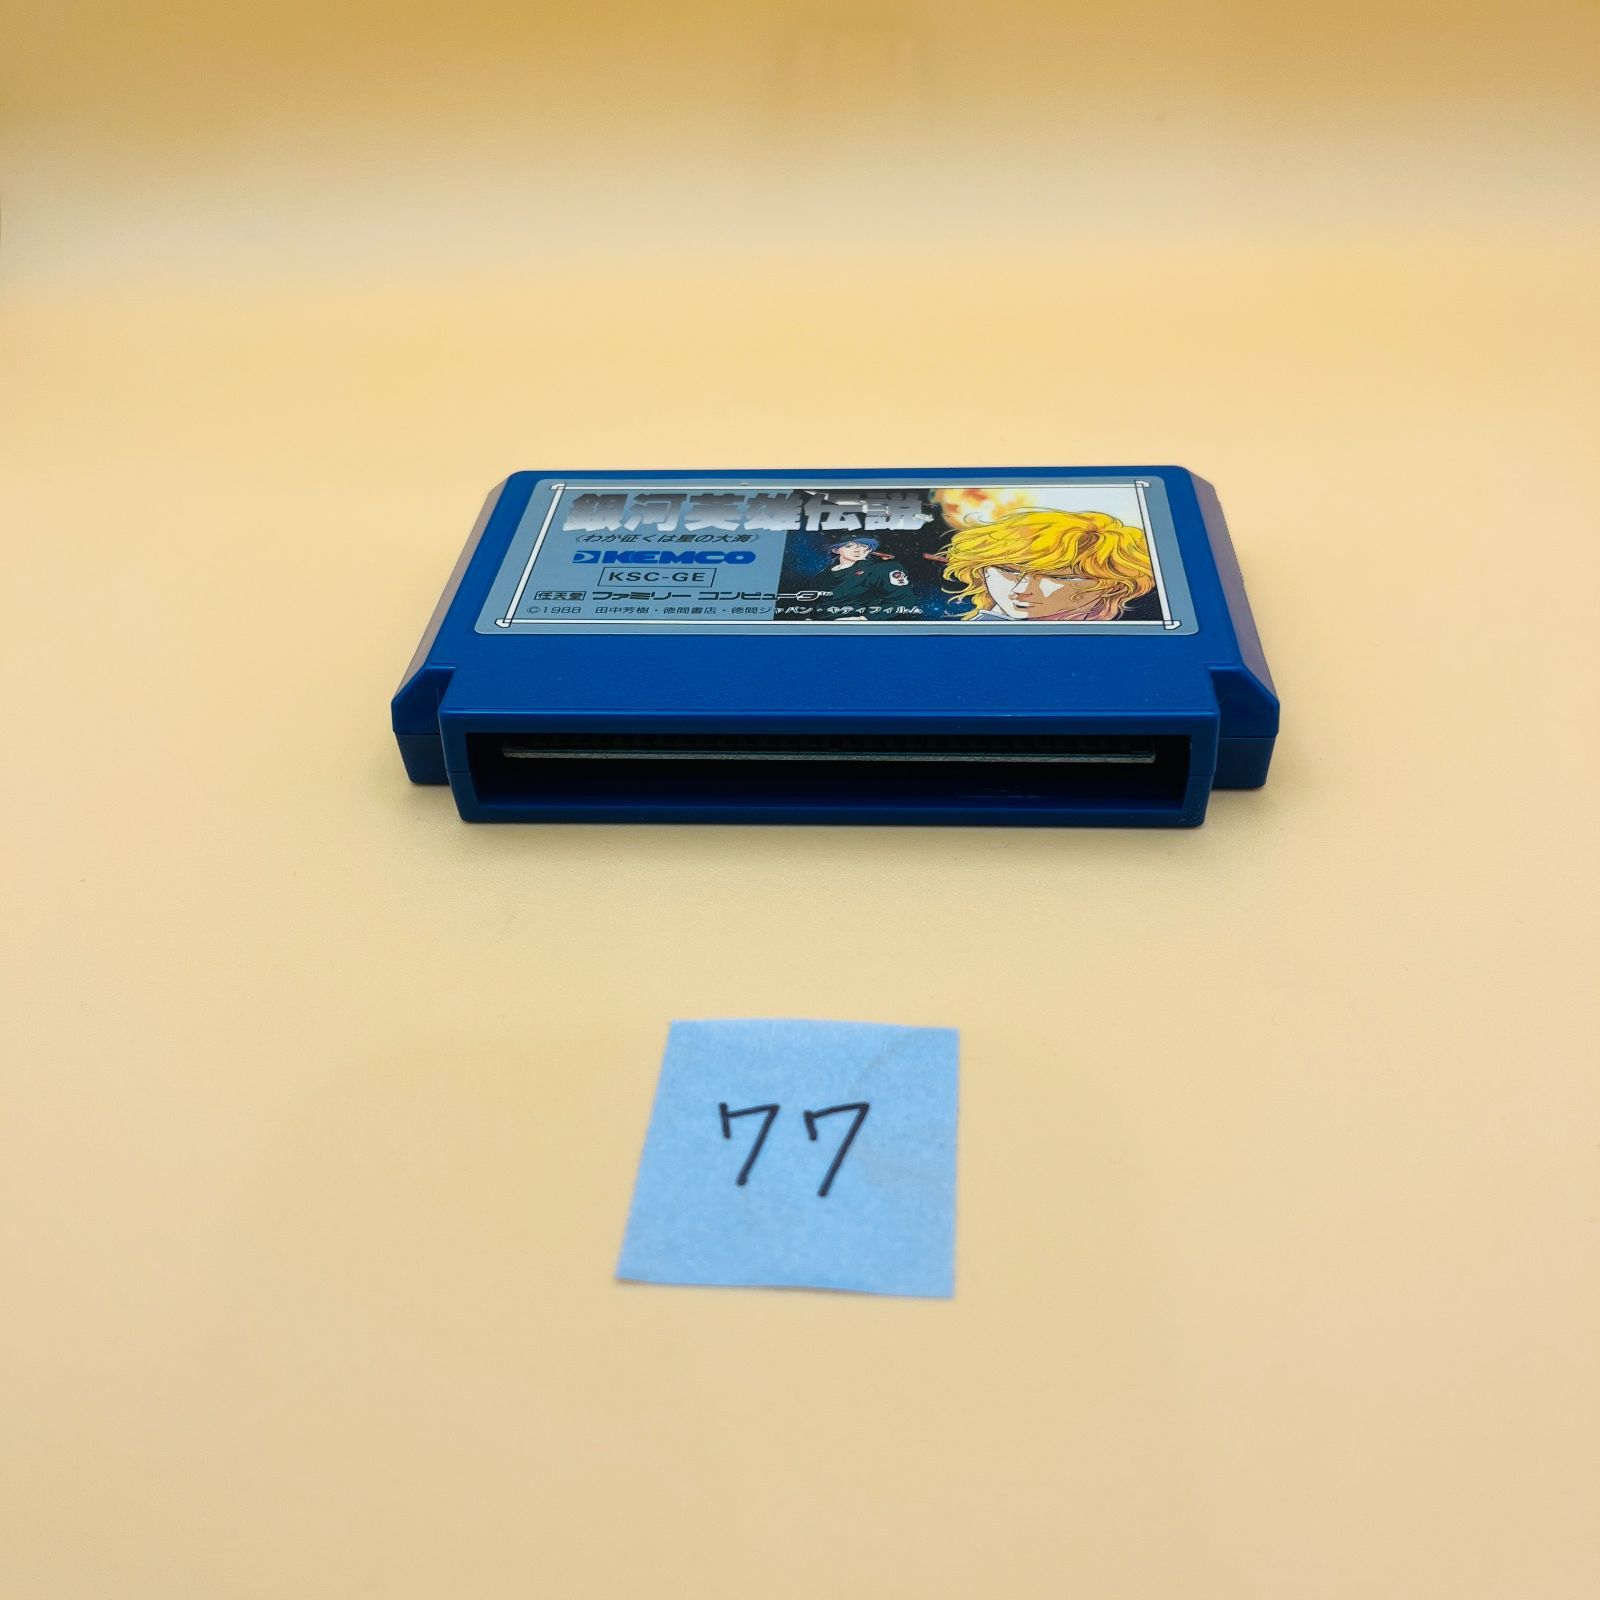 銀河英雄伝説
《わが征くは星の大海》
KEMCO
KSC-GE
任天堂 ファミリー コンピュータ™
©1988 田中芳樹・徳間書店・徳間ジャパン・キティフィルム
77